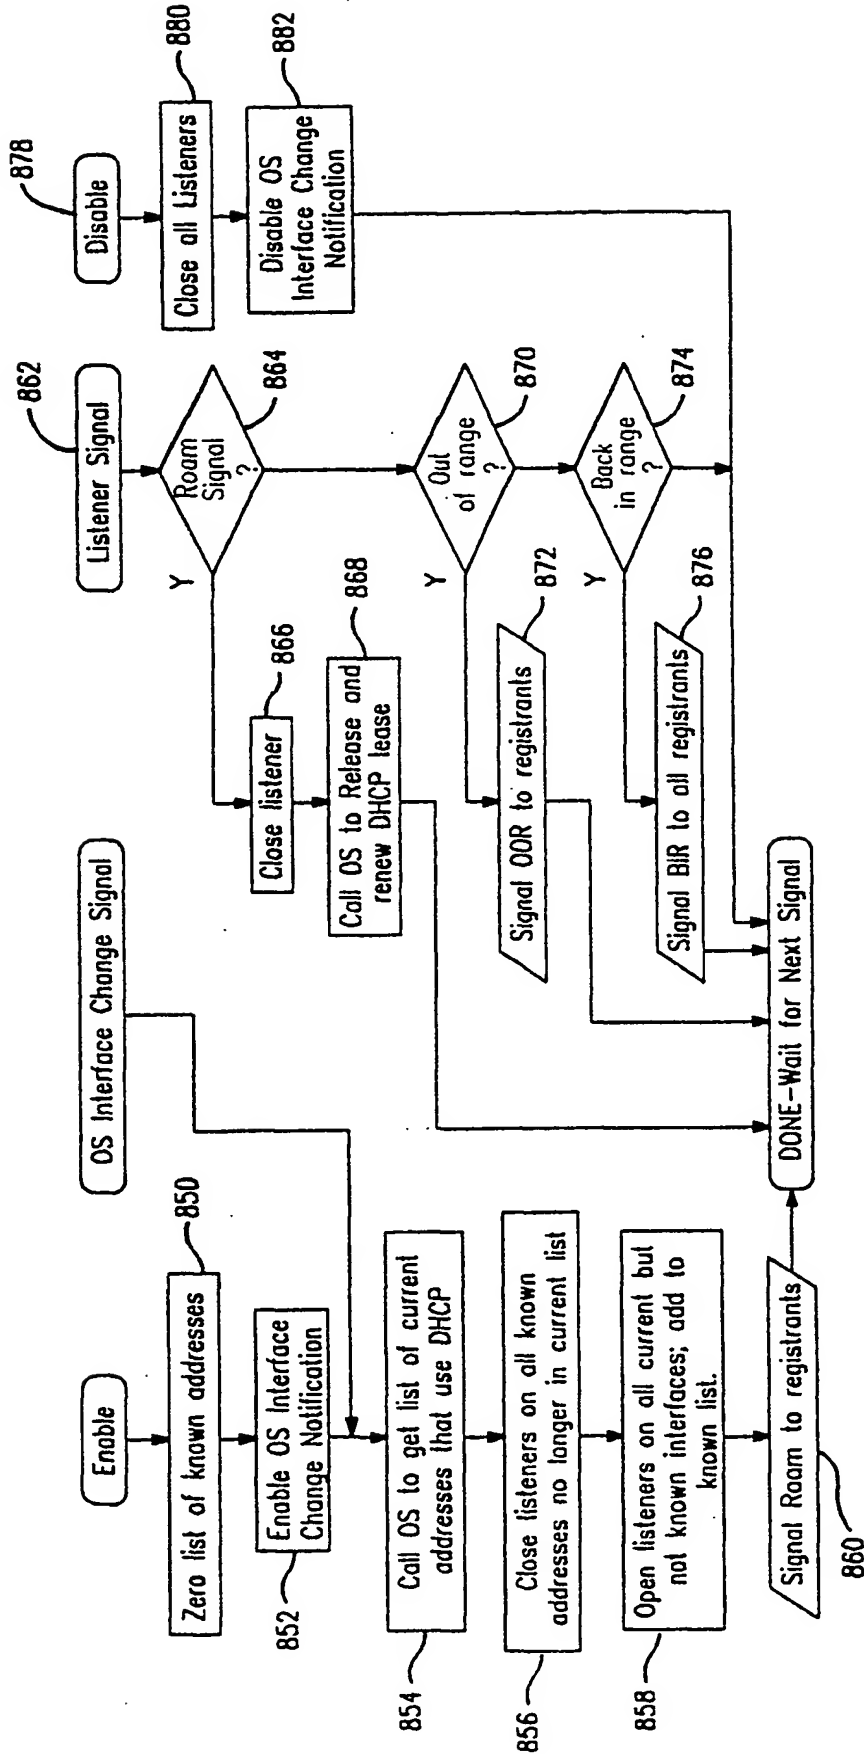 Enable
Zero list of known addresses
850
Enable OS Interface
Change Notification
852
OS Interface Change Signal
Call OS to get list of current
addresses that use DHCP
854
Close listeners on all known
addresses no longer in current list
856
Open listeners on all current but
not known interfaces; add to
known list.
858
Signal Roam to registrants
860
Listener Signal
862
Roam
Signal
?
864
Y
Close listener
866
Call OS to Release and
renew DHCP lease
868
Out
of range
?
870
Y
Signal OOR to registrants
872
Back
in range
?
874
Y
Signal BIR to all registrants
876
Disable
878
Close all Listeners
880
Disable OS
Interface Change
Notification
882
DONE-Wait for Next Signal